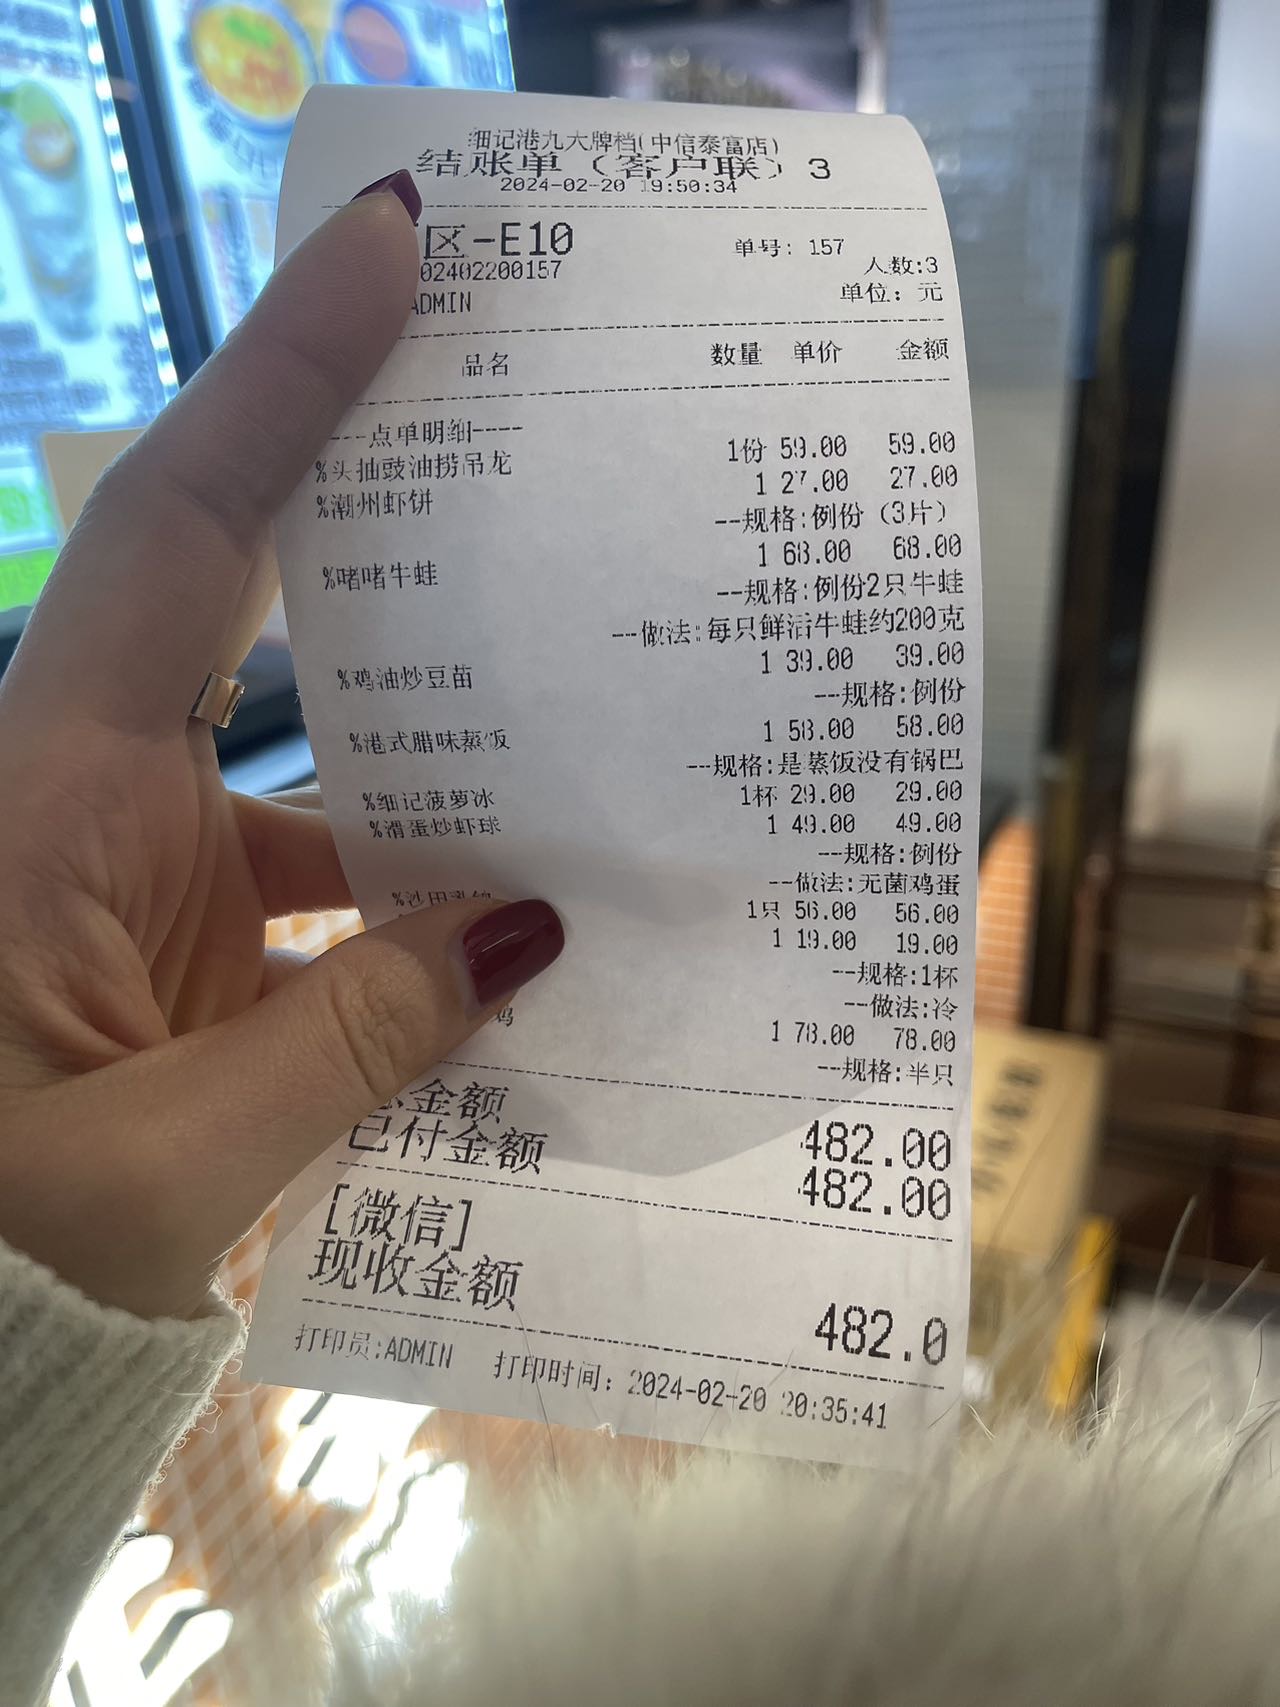 细记港九大牌档(中信泰富店)
结账单（客户联）3
2024-02-20 19:50:34
区-E10 单号: 157
02402200157 人数:3
ADMIN 单位: 元
品名 数量 单价 金额
---点单明细----
%头抽豉油捞吊龙 1份 59.00 59.00
%潮州虾饼 1 27.00 27.00
--规格:例份（3片）
%啫啫牛蛙 1 68.00 68.00
--规格:例份2只牛蛙
--做法:每只鲜活牛蛙约200克
%鸡油炒豆苗 1 39.00 39.00
--规格:例份
%港式腊味蒸饭 1 58.00 58.00
--规格:是蒸饭没有锅巴
%细记菠萝冰 1杯 29.00 29.00
%滑蛋炒虾球 1 49.00 49.00
--规格:例份
--做法:无菌鸡蛋
%沙田乳鸽 1只 56.00 56.00
1 19.00 19.00
--规格:1杯
--做法:冷
鸡 1 78.00 78.00
--规格:半只
总金额 482.00
已付金额 482.00
[微信]
现收金额 482.0
打印员:ADMIN 打印时间: 2024-02-20 20:35:41